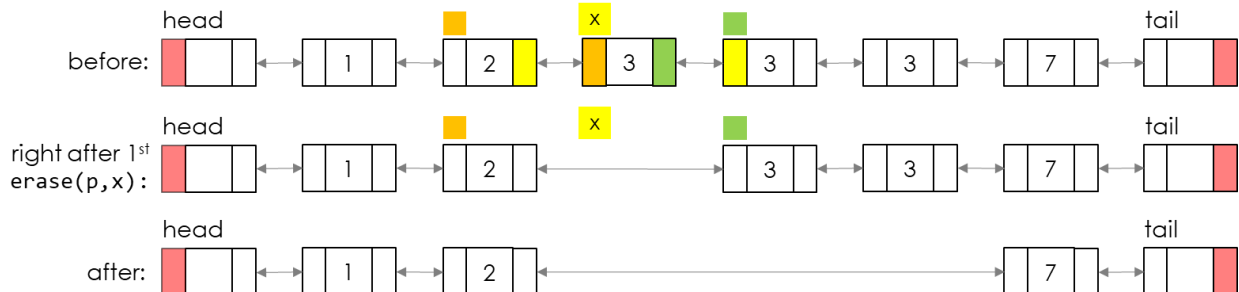 head x tail
before: 1 2 3 3 3 7
head x tail
right after 1st
erase(p,x): 1 2 3 3 7
head tail
after: 1 2 7